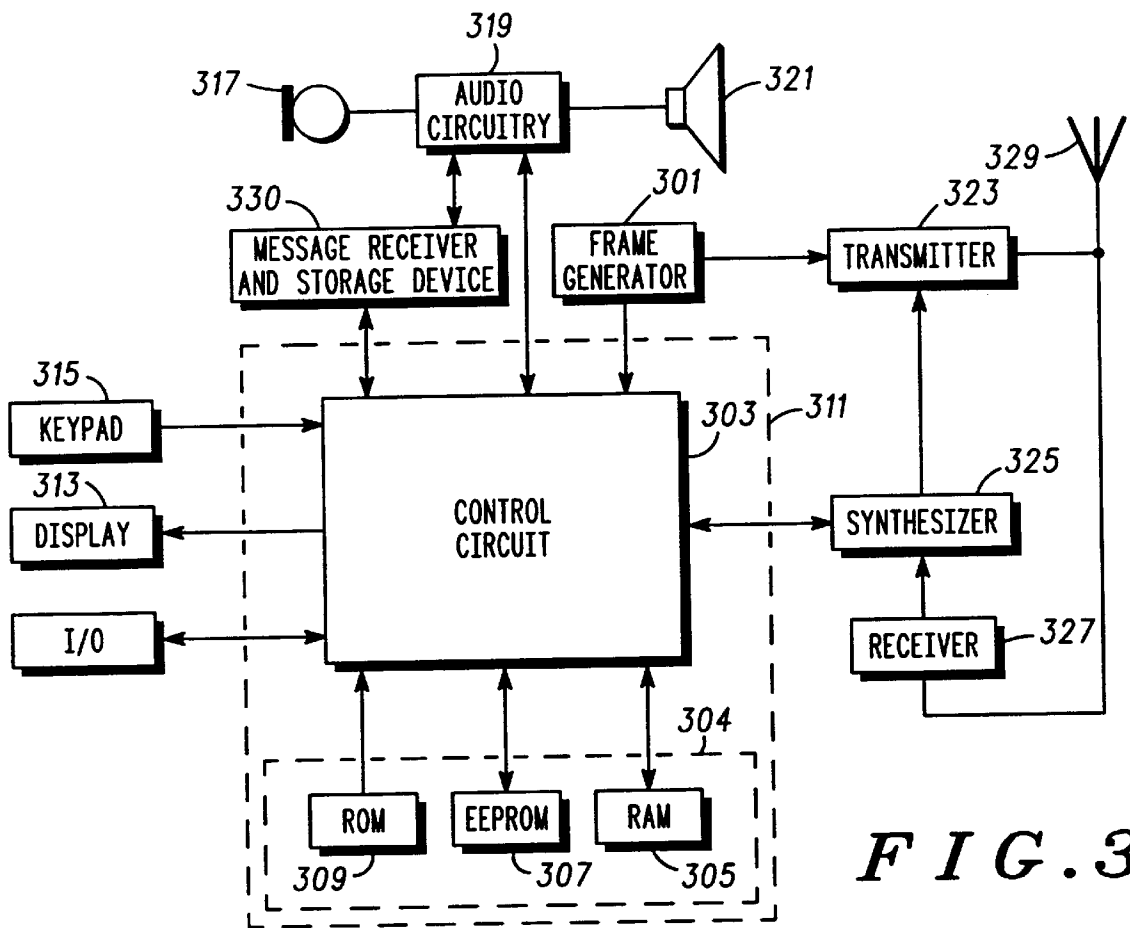 319
317
AUDIO
CIRCUITRY
321
329
330
301
323
MESSAGE RECEIVER
AND STORAGE DEVICE
FRAME
GENERATOR
TRANSMITTER
315
KEYPAD
311
303
313
DISPLAY
CONTROL
CIRCUIT
325
SYNTHESIZER
I/O
RECEIVER
327
304
ROM
EEPROM
RAM
309
307
305
FIG.3